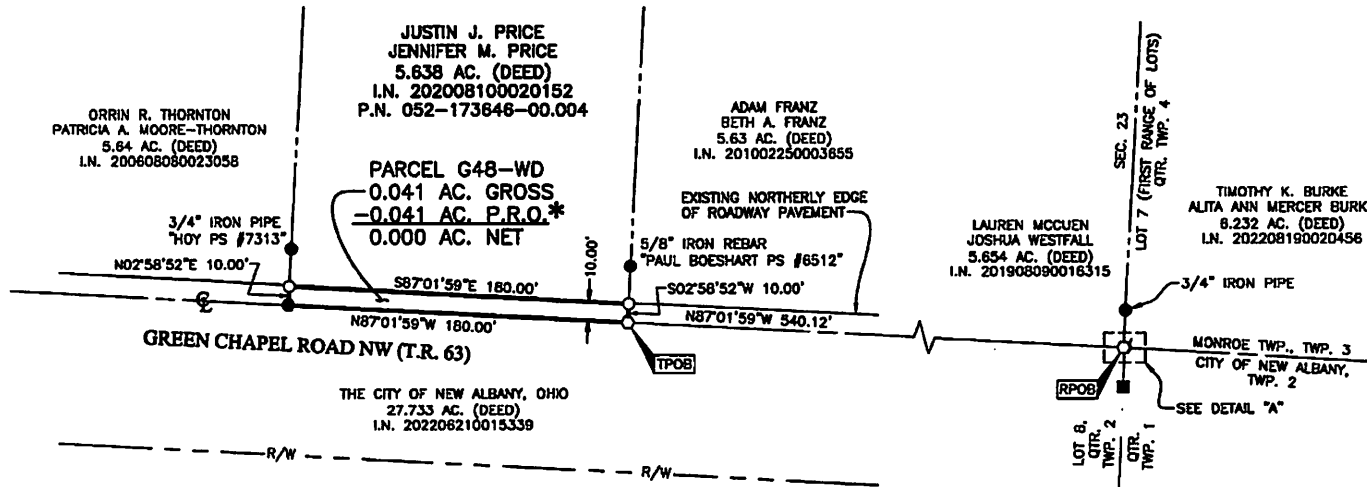 JUSTIN J. PRICE
JENNIFER M. PRICE
5.638 AC. (DEED)
I.N. 202008100020152
P.N. 052-173646-00.004
ORRIN R. THORNTON
PATRICIA A. MOORE-THORNTON
5.64 AC. (DEED)
I.N. 200608080023058
ADAM FRANZ
BETH A. FRANZ
5.63 AC. (DEED)
I.N. 201002250003655
PARCEL G48-WD
0.041 AC. GROSS
-0.041 AC. P.R.O.*
0.000 AC. NET
EXISTING NORTHERLY EDGE
OF ROADWAY PAVEMENT
SEC. 23
LOT 7 (FIRST RANGE OF LOTS)
QTR. TWP. 4
TIMOTHY K. BURKE
ALITA ANN MERCER BURK
6.232 AC. (DEED)
I.N. 202208190020456
LAUREN MCCUEN
JOSHUA WESTFALL
5.654 AC. (DEED)
I.N. 201908090016315
3/4" IRON PIPE
"HOY PS #7313"
N02°58'52"E 10.00'
10.00'
5/8" IRON REBAR
"PAUL BOESHART PS #6512"
S02°58'52"W 10.00'
3/4" IRON PIPE
S87°01'59"E 180.00'
N87°01'59"W 180.00'
N87°01'59"W 540.12'
CL
GREEN CHAPEL ROAD NW (T.R. 63)
TPOB
MONROE TWP., TWP. 3
CITY OF NEW ALBANY,
TWP. 2
RPOB
SEE DETAIL "A"
THE CITY OF NEW ALBANY, OHIO
27.733 AC. (DEED)
I.N. 202206210015339
LOT 8,
QTR.
TWP. 2
QTR.
TWP. 1
R/W
R/W